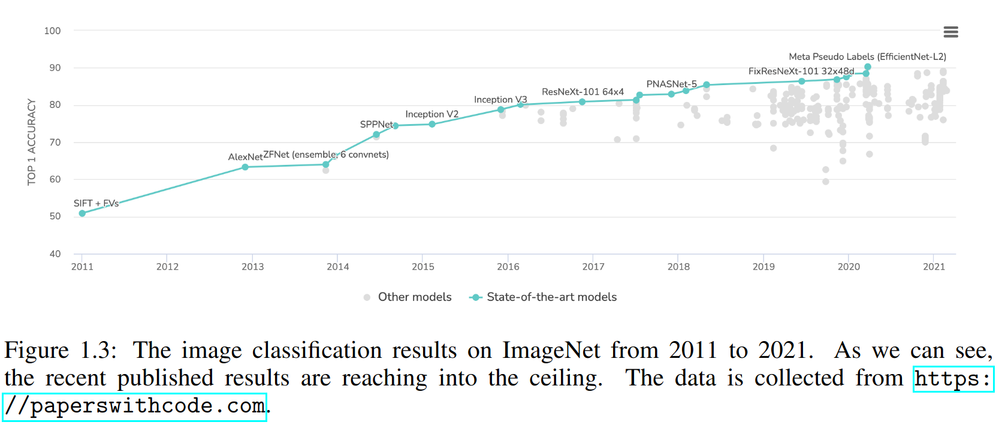 100
90
80
70
60
50
40
TOP 1 ACCURACY
Meta Pseudo Labels (EfficientNet-L2)
FixResNeXt-101 32x48d
PNASNet-5
ResNeXt-101 64x4
Inception V3
Inception V2
SPPNet
AlexNet
ZFNet (ensemble, 6 convnets)
SIFT + FVs
2011 2012 2013 2014 2015 2016 2017 2018 2019 2020 2021
Other models State-of-the-art models
Figure 1.3: The image classification results on ImageNet from 2011 to 2021. As we can see,
the recent published results are reaching into the ceiling. The data is collected from https:
//paperswithcode.com.